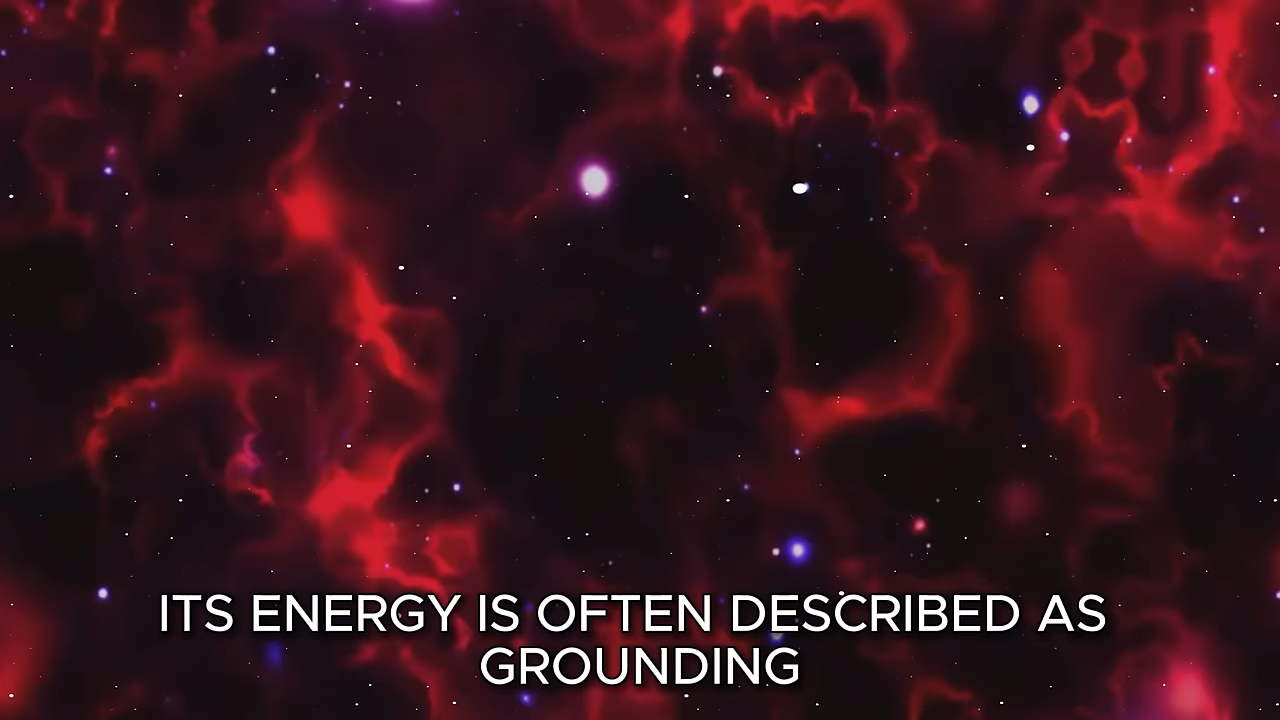 ITS ENERGY IS OFTEN DESCRIBED AS
GROUNDING